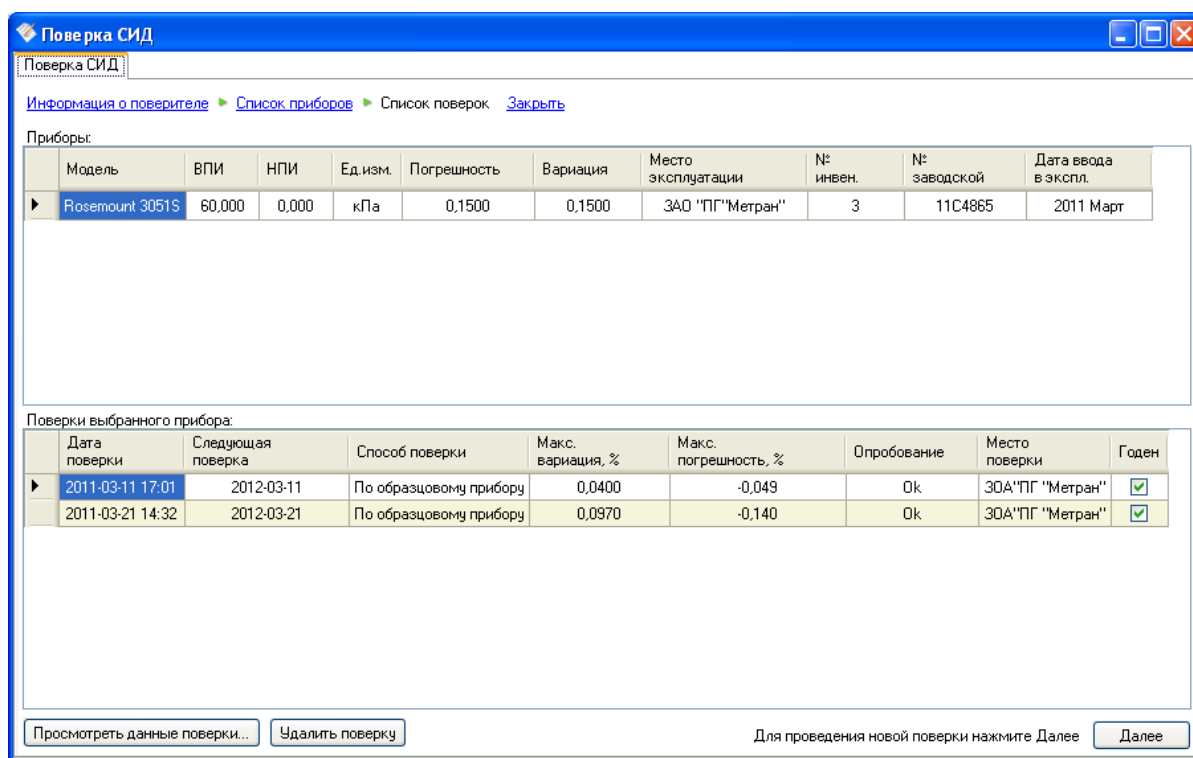 Поверка СИД
Поверка СИД
Информация о поверителе Список приборов Список поверок Закрыть
Приборы:
Модель ВПИ НПИ Ед.изм. Погрешность Вариация Место эксплуатации № инвен. № заводской Дата ввода в экспл.
Rosemount 3051S 60,000 0,000 кПа 0,1500 0,1500 ЗАО "ПГ"Метран" 3 11С4865 2011 Март
Поверки выбранного прибора:
Дата поверки Следующая поверка Способ поверки Макс. вариация, % Макс. погрешность, % Опробование Место поверки Годен
2011-03-11 17:01 2012-03-11 По образцовому прибору 0,0400 -0,049 Ok ЗОА"ПГ "Метран"
2011-03-21 14:32 2012-03-21 По образцовому прибору 0,0970 -0,140 Ok ЗОА"ПГ "Метран"
Просмотреть данные поверки... Удалить поверку Для проведения новой поверки нажмите Далее Далее